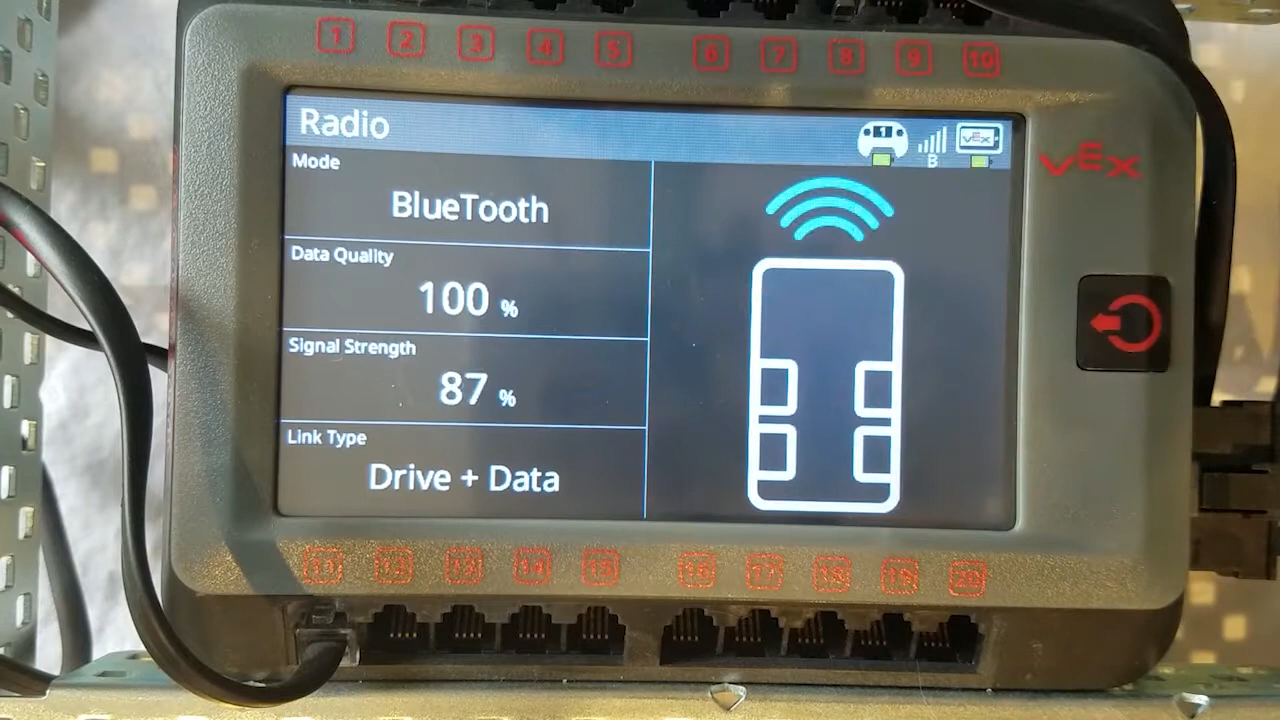 1 2 3 4 5 6 7 8 9 10
Radio
1
B
VEX
VEX
Mode
BlueTooth
Data Quality
100 %
Signal Strength
87 %
Link Type
Drive + Data
11 12 13 14 15 16 17 18 19 20